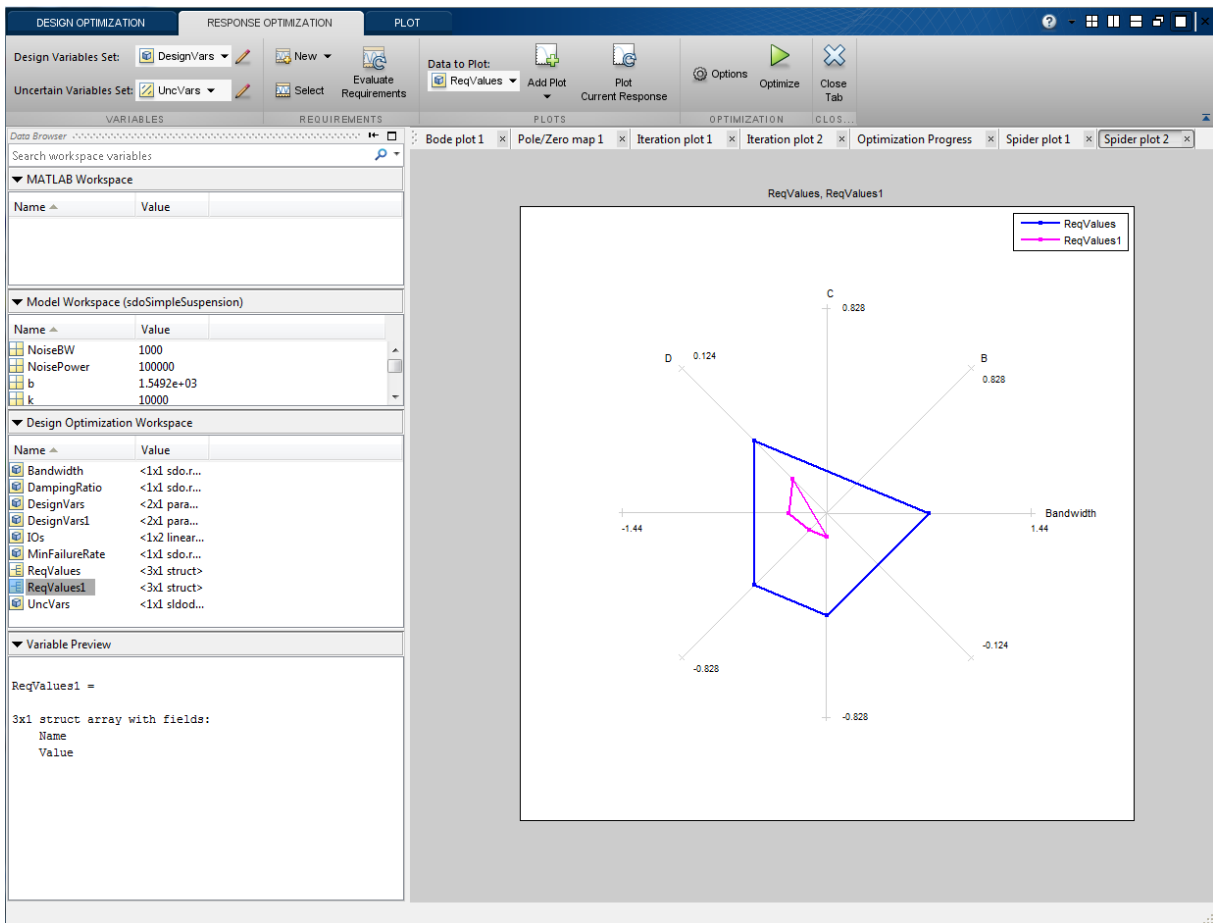 DESIGN OPTIMIZATION
RESPONSE OPTIMIZATION
PLOT
?
Design Variables Set:
DesignVars
Uncertain Variables Set:
UncVars
VARIABLES
New
Select
Evaluate
Requirements
REQUIREMENTS
Data to Plot:
ReqValues
Add Plot
Plot
Current Response
PLOTS
Options
Optimize
OPTIMIZATION
Close
Tab
CLOS...
Data Browser
Search workspace variables
MATLAB Workspace
Name Value
Model Workspace (sdoSimpleSuspension)
Name Value
NoiseBW 1000
NoisePower 100000
b 1.5492e+03
k 10000
Design Optimization Workspace
Name Value
Bandwidth <1x1 sdo.r...
DampingRatio <1x1 sdo.r...
DesignVars <2x1 para...
DesignVars1 <2x1 para...
IOs <1x2 linear...
MinFailureRate <1x1 sdo.r...
ReqValues <3x1 struct>
ReqValues1 <3x1 struct>
UncVars <1x1 sldod...
Variable Preview
ReqValues1 =
3x1 struct array with fields:
Name
Value
Bode plot 1
Pole/Zero map 1
Iteration plot 1
Iteration plot 2
Optimization Progress
Spider plot 1
Spider plot 2
ReqValues, ReqValues1
ReqValues
ReqValues1
C
0.828
D 0.124
B
0.828
-1.44
Bandwidth
1.44
-0.124
-0.828
-0.828